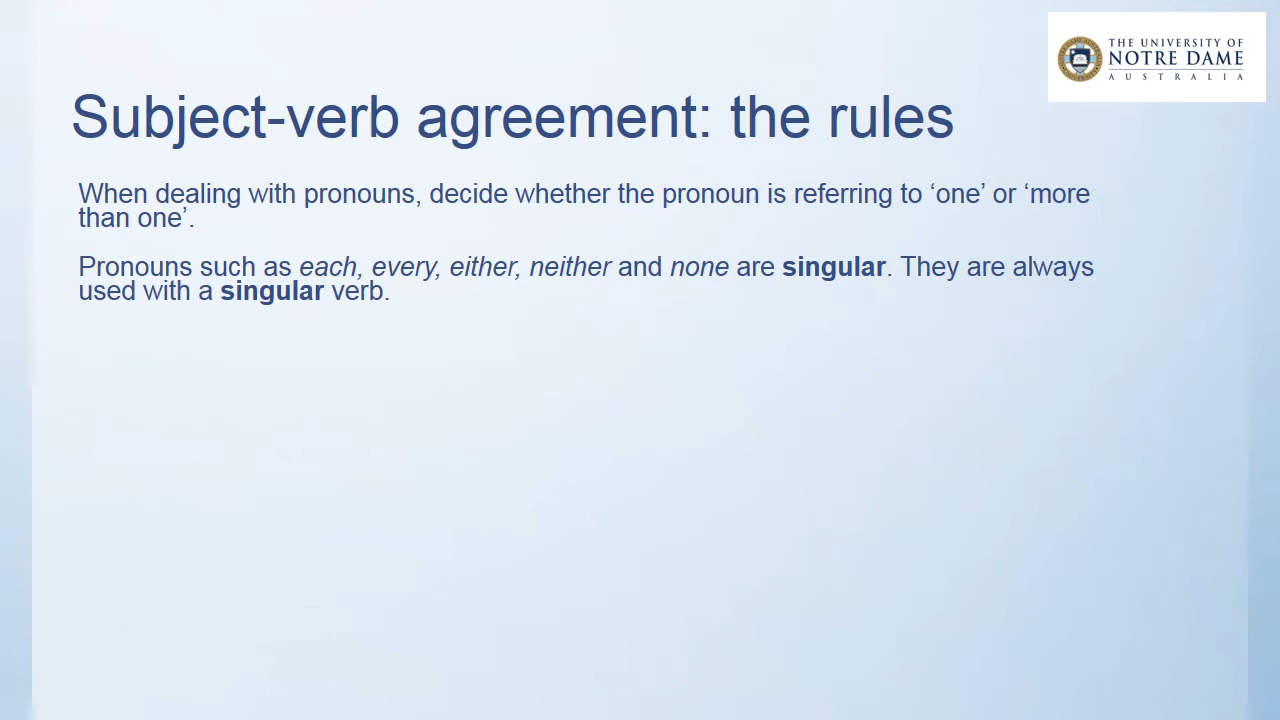 THE UNIVERSITY OF
NOTRE DAME
AUSTRALIA
Subject-verb agreement: the rules
When dealing with pronouns, decide whether the pronoun is referring to ‘one’ or ‘more
than one’.
Pronouns such as each, every, either, neither and none are singular. They are always
used with a singular verb.